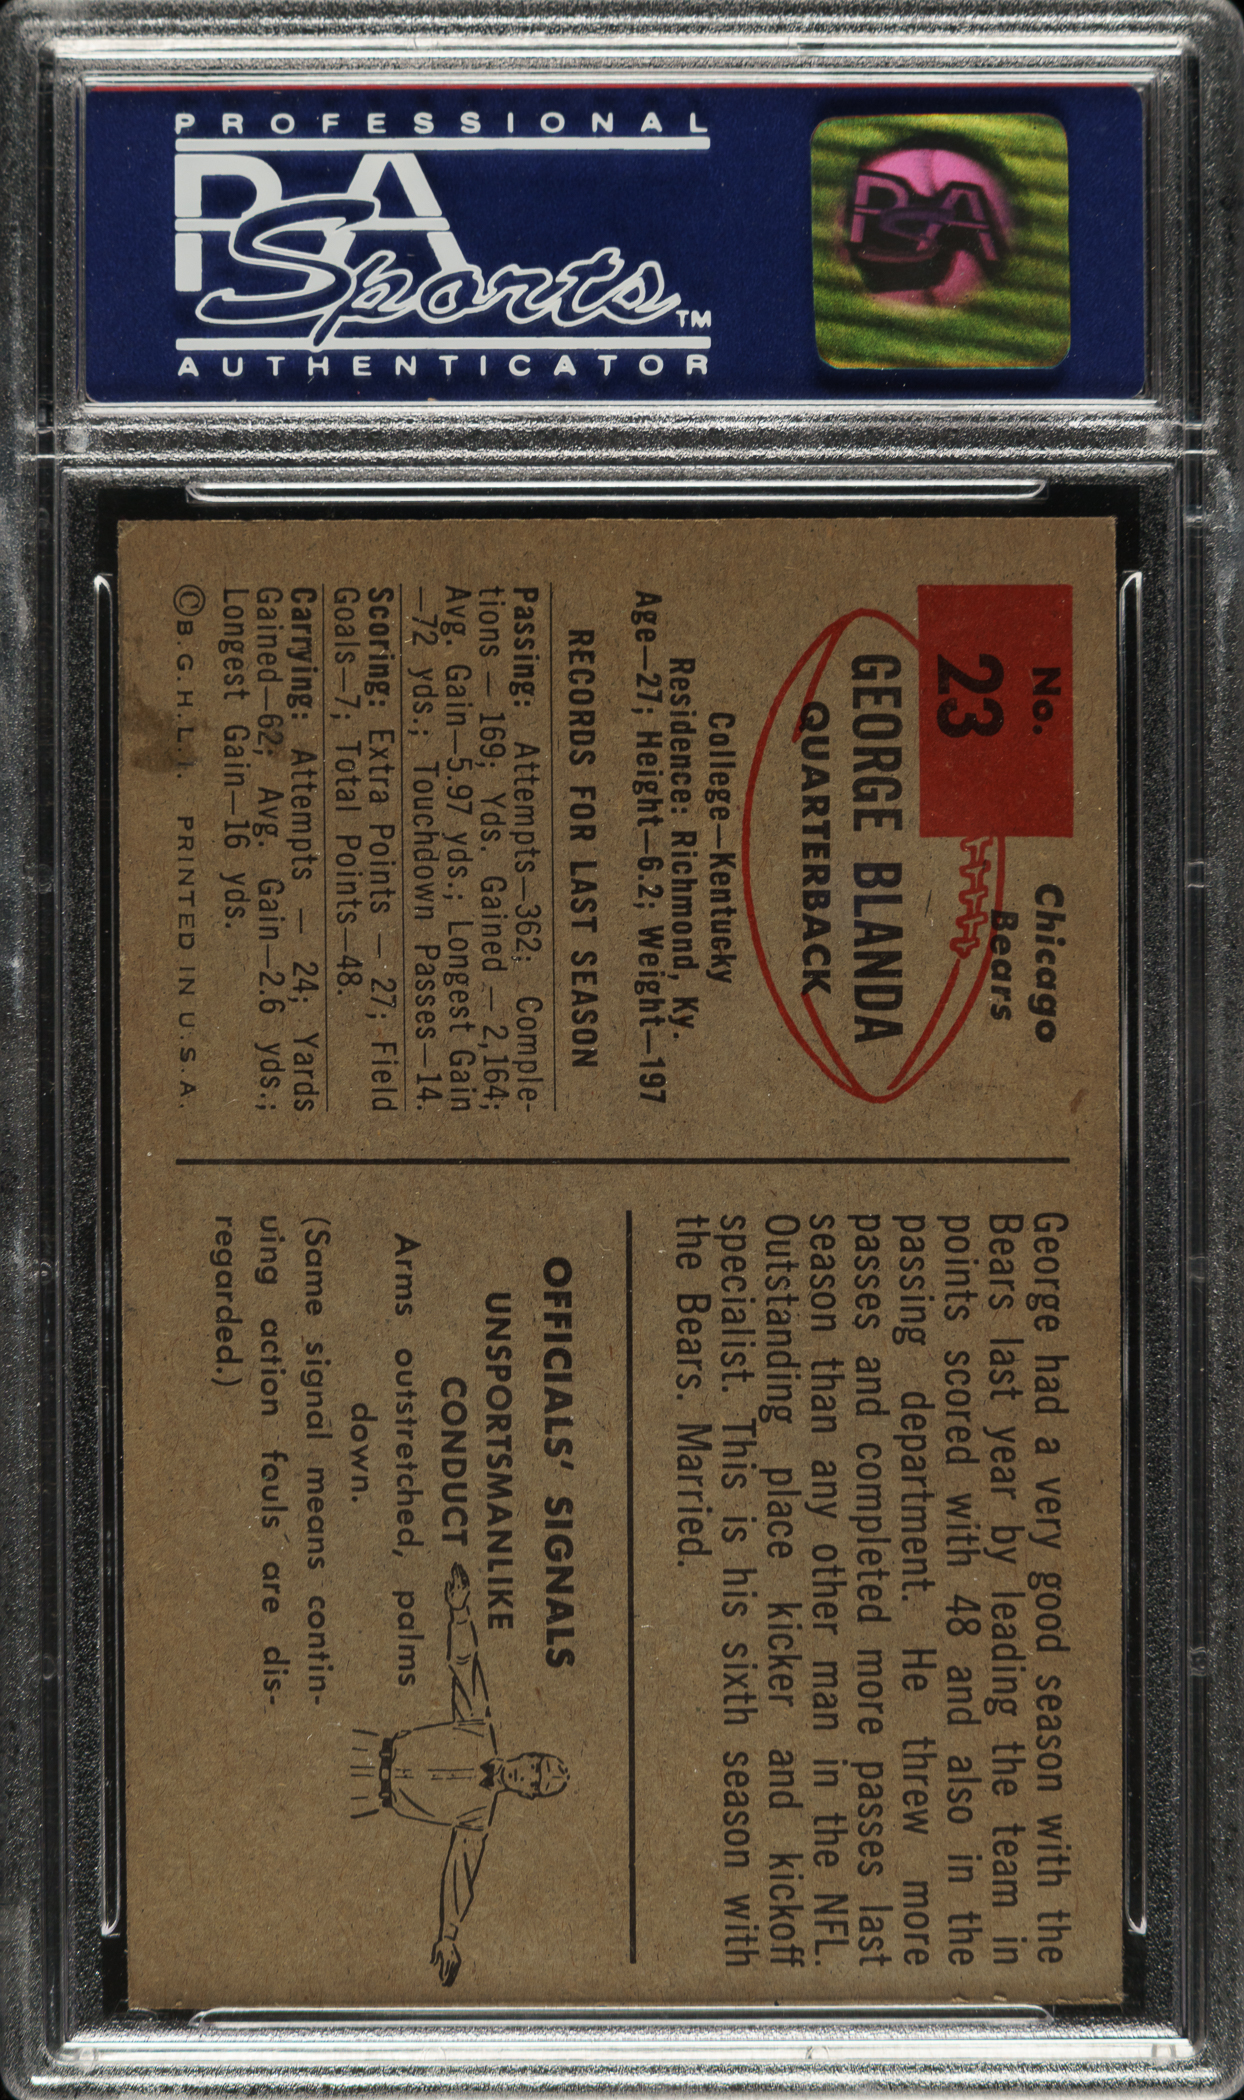 PROFESSIONAL
PSA
Sports™
AUTHENTICATOR
PSA
No.
23
Chicago
Bears
GEORGE BLANDA
QUARTERBACK
College—Kentucky
Residence: Richmond, Ky.
Age—27; Height—6.2; Weight—197
RECORDS FOR LAST SEASON
Passing: Attempts—362; Comple-
tions — 169; Yds. Gained — 2,164;
Avg. Gain—5.97 yds.; Longest Gain
—72 yds.; Touchdown Passes—14.
Scoring: Extra Points — 27; Field
Goals—7; Total Points—48.
Carrying: Attempts — 24; Yards
Gained—62; Avg. Gain—2.6 yds.;
Longest Gain—16 yds.
©B.G.H.L.I. PRINTED IN U.S.A.
George had a very good season with the
Bears last year by leading the team in
points scored with 48 and also in the
passing department. He threw more
passes and completed more passes last
season than any other man in the NFL.
Outstanding place kicker and kickoff
specialist. This is his sixth season with
the Bears. Married.
OFFICIALS' SIGNALS
UNSPORTSMANLIKE
CONDUCT
Arms outstretched, palms
down.
(Same signal means contin-
uing action fouls are dis-
regarded.)